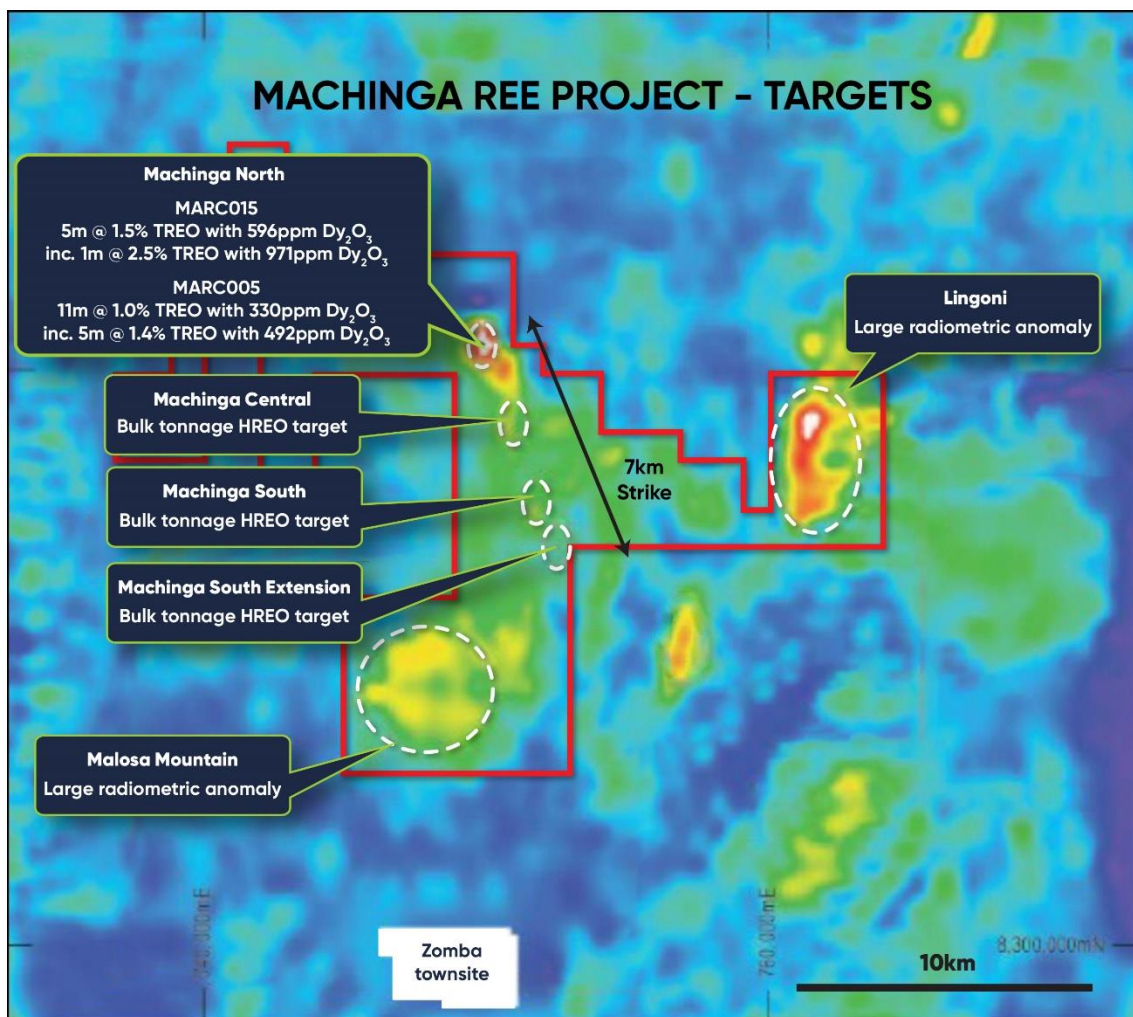 MACHINGA REE PROJECT - TARGETS
Machinga North
MARC015
5m @ 1.5% TREO with 596ppm Dy₂O₃
inc. 1m @ 2.5% TREO with 971ppm Dy₂O₃
MARC005
11m @ 1.0% TREO with 330ppm Dy₂O₃
inc. 5m @ 1.4% TREO with 492ppm Dy₂O₃
Lingoni
Large radiometric anomaly
Machinga Central
Bulk tonnage HREO target
7km
Strike
Machinga South
Bulk tonnage HREO target
Machinga South Extension
Bulk tonnage HREO target
Malosa Mountain
Large radiometric anomaly
Zomba
townsite
760,000mE
8,300,000mN
10km